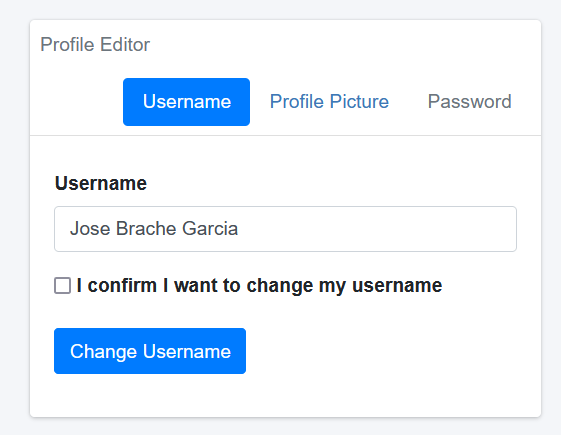 Profile Editor
Username Profile Picture Password
Username
Jose Brache Garcia
I confirm I want to change my username
Change Username